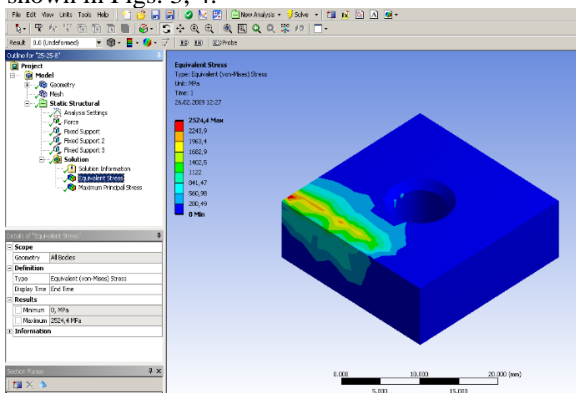 shown in Figs. 3, 4.
File Edit View Units Tools Help New Analysis Solve
Result 0.0 (Undeformed) Probe
Outline for "25-25-8"
Project
Model
Geometry
Mesh
Static Structural
Analysis Settings
Force
Fixed Support
Fixed Support 2
Fixed Support 3
Solution
Solution Information
Equivalent Stress
Maximum Principal Stress
Details of "Equivalent Stress"
Scope
Geometry All Bodies
Definition
Type Equivalent (von-Mises) Stress
Display Time End Time
Results
Minimum 0, MPa
Maximum 2524,4 MPa
Information
Section Planes
Equivalent Stress
Type: Equivalent (von-Mises) Stress
Unit: MPa
Time: 1
26.02.2009 12:27
2524,4 Max
2243,9
1963,4
1682,9
1402,5
1122
841,47
560,98
280,49
0 Min
0.000 10.000 20.000 (mm)
5.000 15.000